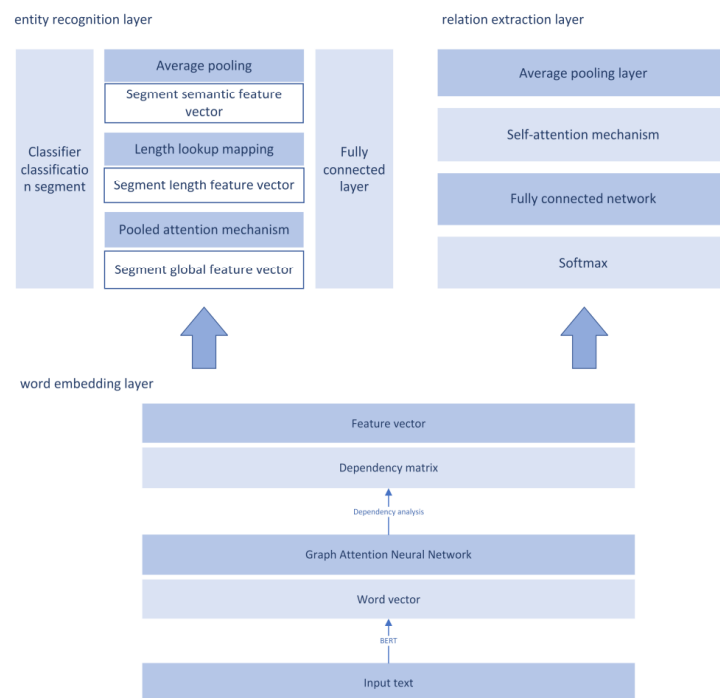 entity recognition layer
relation extraction layer
Classifier
classificatio
n segment
Average pooling
Segment semantic feature
vector
Length lookup mapping
Segment length feature vector
Pooled attention mechanism
Segment global feature vector
Fully
connected
layer
Average pooling layer
Self-attention mechanism
Fully connected network
Softmax
word embedding layer
Feature vector
Dependency matrix
Dependency analysis
Graph Attention Neural Network
Word vector
BERT
Input text